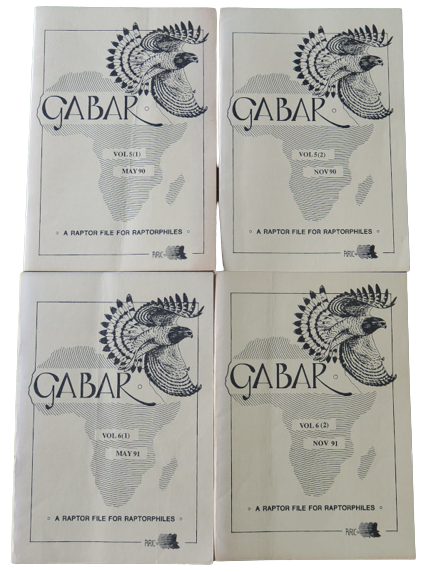 GABAR
VOL 5(1)
MAY 90
A RAPTOR FILE FOR RAPTORPHILES
GABAR
VOL 5(2)
NOV 90
A RAPTOR FILE FOR RAPTORPHILES
GABAR
VOL 6(1)
MAY 91
A RAPTOR FILE FOR RAPTORPHILES
GABAR
VOL 6 (2)
NOV 91
A RAPTOR FILE FOR RAPTORPHILES